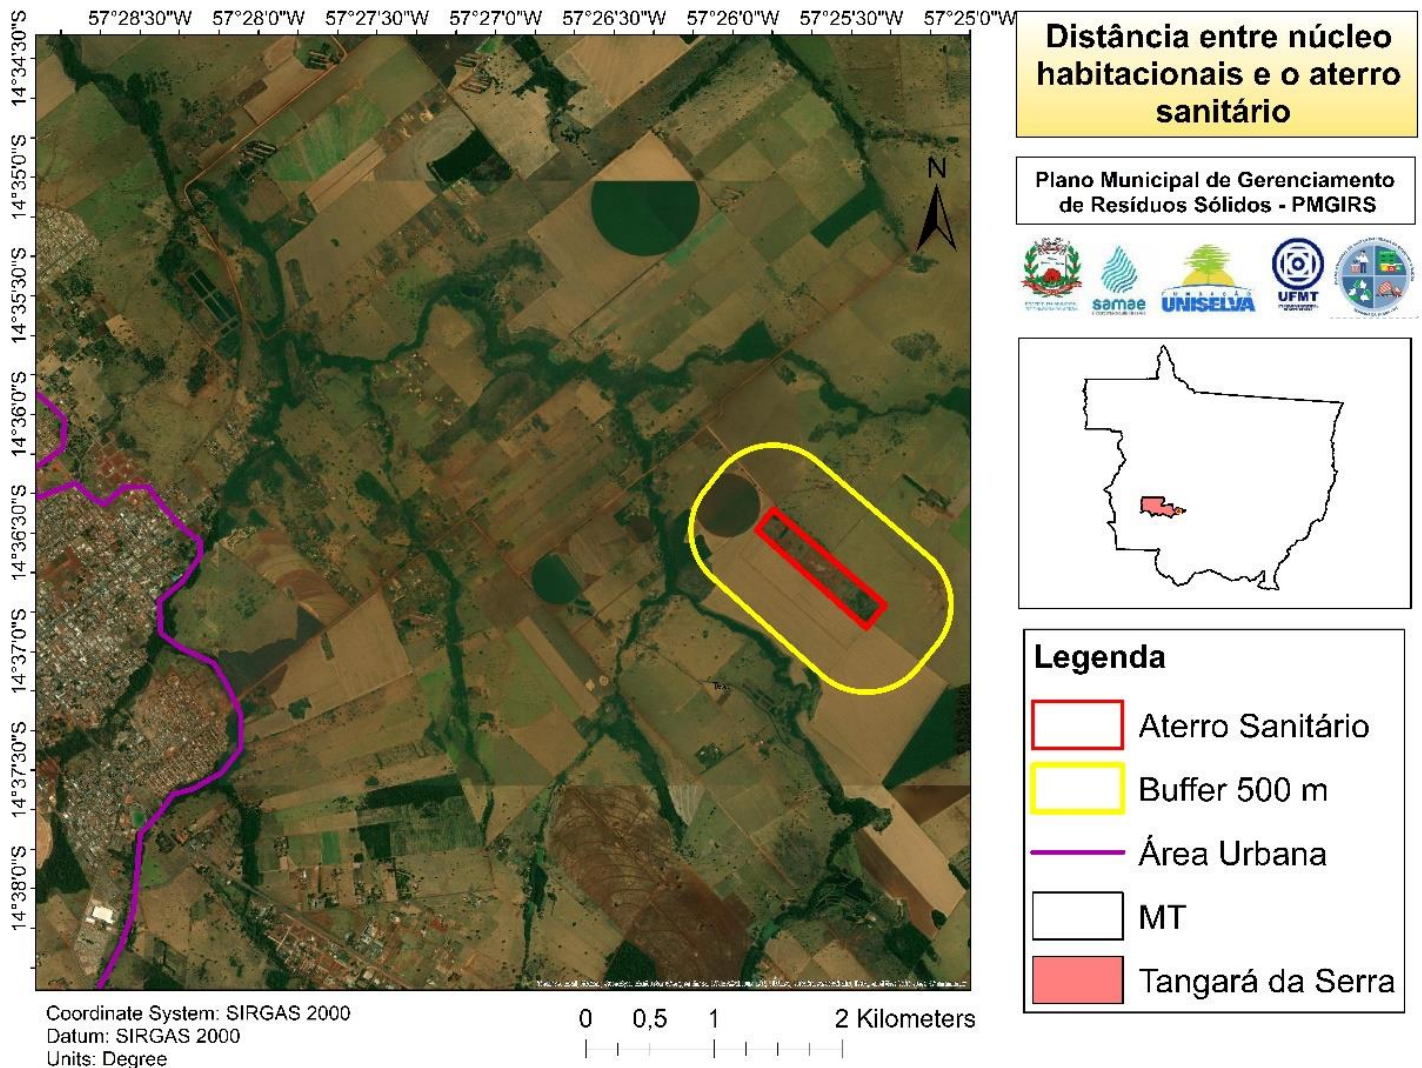 57°28'30"W 57°28'0"W 57°27'30"W 57°27'0"W 57°26'30"W 57°26'0"W 57°25'30"W 57°25'0"W
14°34'30"S
14°35'0"S
14°35'30"S
14°36'0"S
14°36'30"S
14°37'0"S
14°37'30"S
14°38'0"S
N
Text
Coordinate System: SIRGAS 2000
Datum: SIRGAS 2000
Units: Degree
0 0,5 1 2 Kilometers
Distância entre núcleo
habitacionais e o aterro
sanitário
Plano Municipal de Gerenciamento
de Resíduos Sólidos - PMGIRS
samae
FUNDAÇÃO
UNISELVA
UFMT
Legenda
Aterro Sanitário
Buffer 500 m
Área Urbana
MT
Tangará da Serra